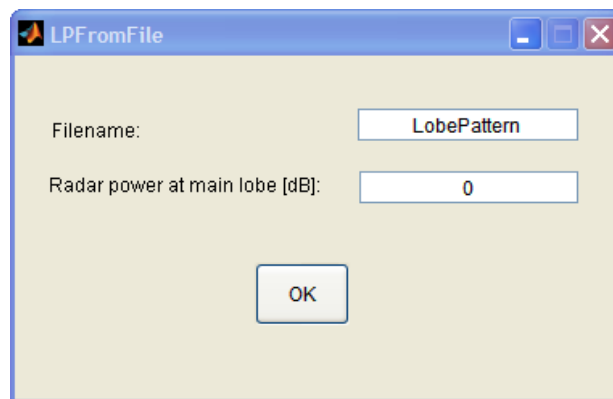 LPFromFile
Filename:
LobePattern
Radar power at main lobe [dB]:
0
OK